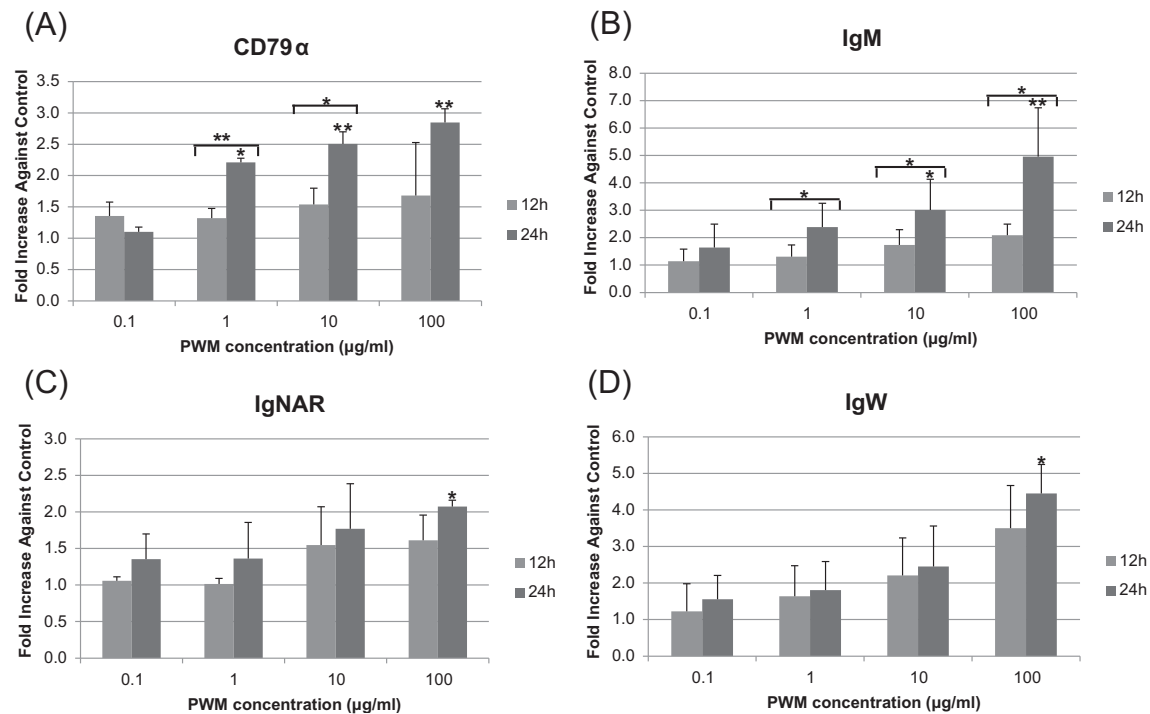 (A)
CD79α
Fold Increase Against Control
3.5
3.0
2.5
2.0
1.5
1.0
0.5
0.0
**
*
*
**
**
0.1 1 10 100
PWM concentration (µg/ml)
12h
24h
(B)
IgM
Fold Increase Against Control
8.0
7.0
6.0
5.0
4.0
3.0
2.0
1.0
0.0
*
*
*
*
**
0.1 1 10 100
PWM concentration (µg/ml)
12h
24h
(C)
IgNAR
Fold Increase Against Control
3.0
2.5
2.0
1.5
1.0
0.5
0.0
*
0.1 1 10 100
PWM concentration (µg/ml)
12h
24h
(D)
IgW
Fold Increase Against Control
6.0
5.0
4.0
3.0
2.0
1.0
0.0
*
0.1 1 10 100
PWM concentration (µg/ml)
12h
24h